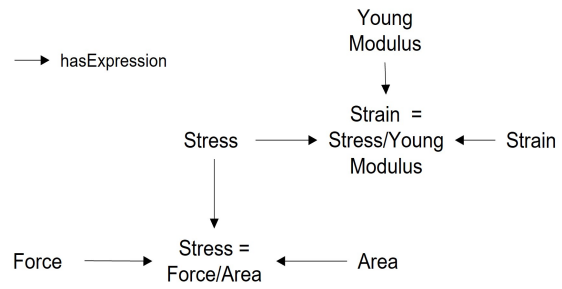 Young
Modulus
hasExpression
Strain =
Stress
Stress/Young
Strain
Modulus
Stress =
Force
Force/Area
Area